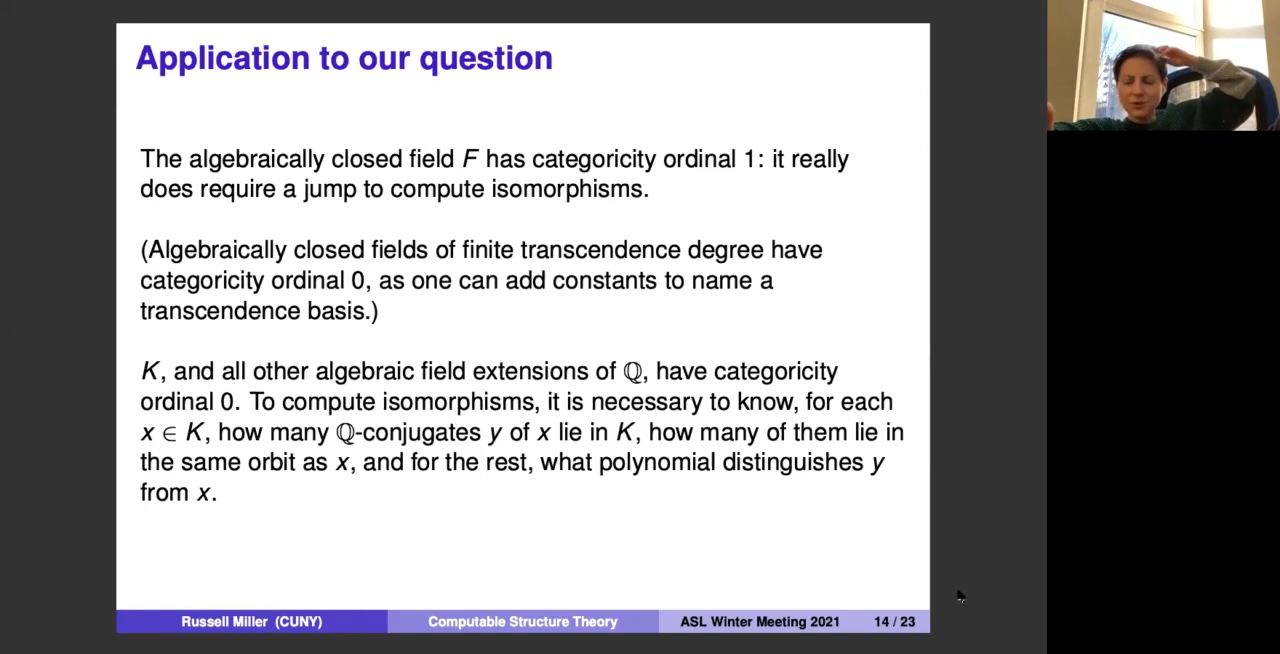 Application to our question
The algebraically closed field F has categoricity ordinal 1: it really
does require a jump to compute isomorphisms.
(Algebraically closed fields of finite transcendence degree have
categoricity ordinal 0, as one can add constants to name a
transcendence basis.)
K, and all other algebraic field extensions of ℚ, have categoricity
ordinal 0. To compute isomorphisms, it is necessary to know, for each
x ∈ K, how many ℚ-conjugates y of x lie in K, how many of them lie in
the same orbit as x, and for the rest, what polynomial distinguishes y
from x.
Russell Miller (CUNY) Computable Structure Theory ASL Winter Meeting 2021 14 / 23